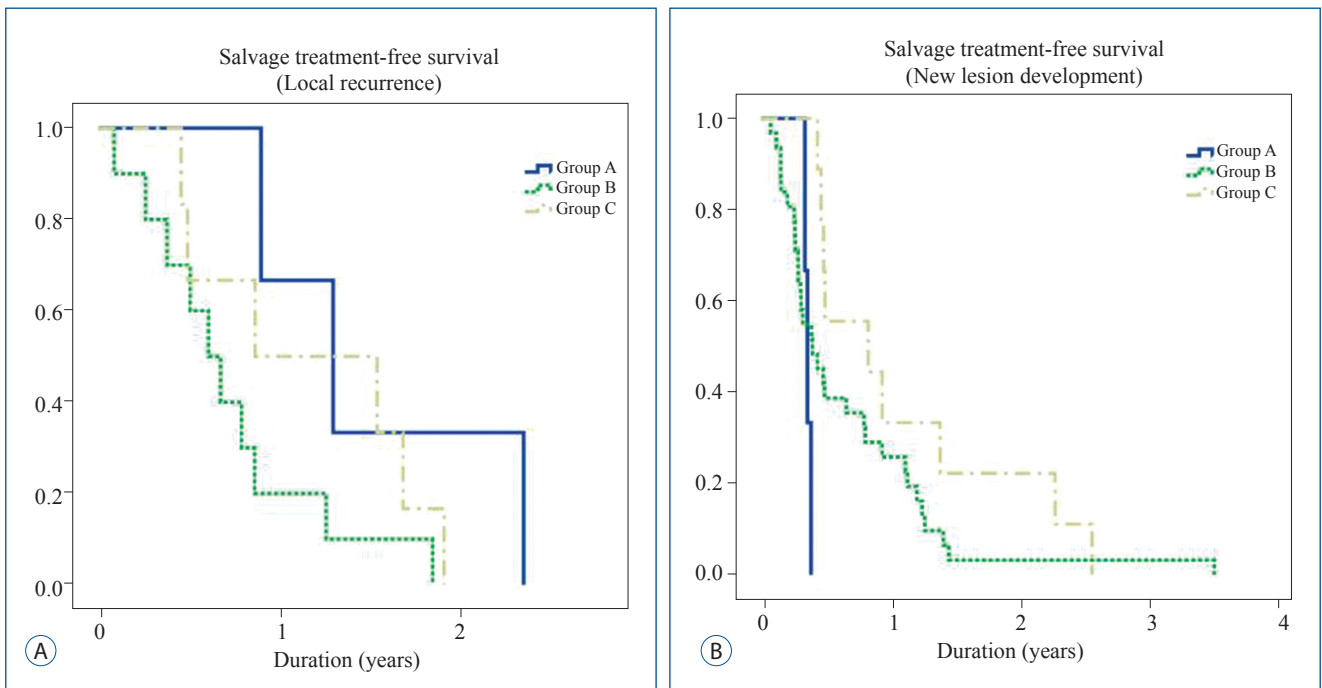 Salvage treatment-free survival
(Local recurrence)
1.0
0.8
0.6
0.4
0.2
0.0
Group A
Group B
Group C
0 1 2
Duration (years)
A
Salvage treatment-free survival
(New lesion development)
1.0
0.8
0.6
0.4
0.2
0.0
Group A
Group B
Group C
0 1 2 3 4
Duration (years)
B